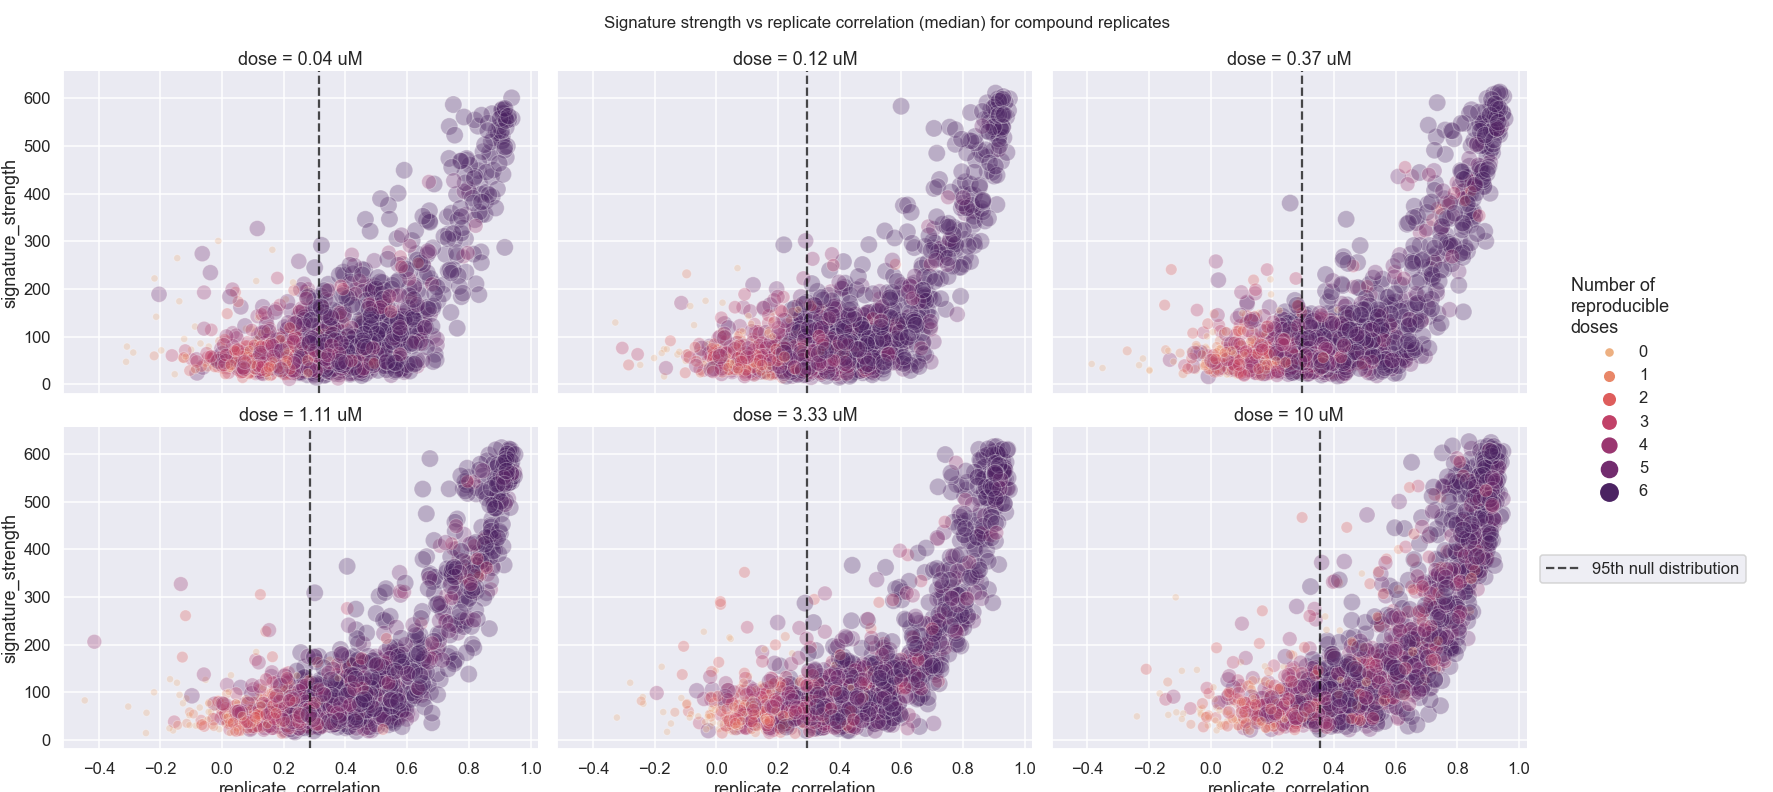 Signature strength vs replicate correlation (median) for compound replicates
dose = 0.04 uM
dose = 0.12 uM
dose = 0.37 uM
signature_strength
600
500
400
300
200
100
0
dose = 1.11 uM
dose = 3.33 uM
dose = 10 uM
signature_strength
600
500
400
300
200
100
0
−0.4 −0.2 0.0 0.2 0.4 0.6 0.8 1.0
−0.4 −0.2 0.0 0.2 0.4 0.6 0.8 1.0
−0.4 −0.2 0.0 0.2 0.4 0.6 0.8 1.0
replicate_correlation
replicate_correlation
replicate_correlation
Number of
reproducible
doses
0
1
2
3
4
5
6
95th null distribution